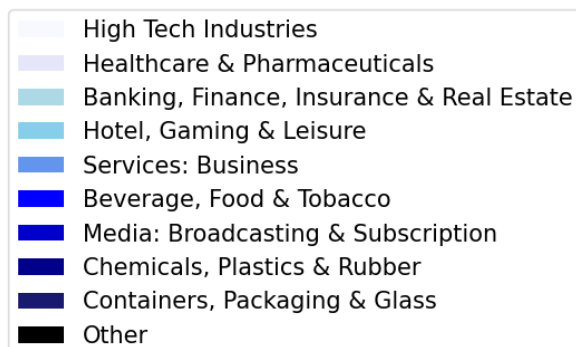 High Tech Industries
Healthcare & Pharmaceuticals
Banking, Finance, Insurance & Real Estate
Hotel, Gaming & Leisure
Services: Business
Beverage, Food & Tobacco
Media: Broadcasting & Subscription
Chemicals, Plastics & Rubber
Containers, Packaging & Glass
Other